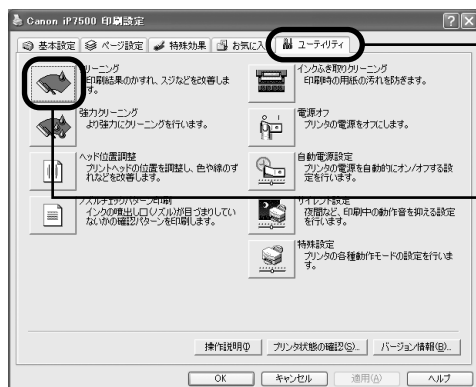 Canon iP7500 印刷設定
基本設定 ページ設定 特殊効果 お気に入 ユーティリティ
リーニング
印刷結果のかすれ、スジなどを改善しま
す。
インクふき取りクリーニング
印刷時の用紙の汚れを防ぎます。
強力クリーニング
より強力にクリーニングを行います。
電源オフ
プリンタの電源をオフにします。
ヘッド位置調整
プリントヘッドの位置を調整し、色や線のず
れなどを改善します。
自動電源設定
プリンタの電源を自動的にオン/オフする設
定を行います。
ノズルチェックパターン印刷
インクの噴出し口(ノズル)が目づまりしてい
ないかの確認パターンを印刷します。
サイレント設定
夜間など、印刷中の動作音を抑える設定
を行います。
特殊設定
プリンタの各種動作モードの設定を行いま
す。
操作説明(I) プリンタ状態の確認(S)... バージョン情報(B)...
OK キャンセル 適用(A) ヘルプ